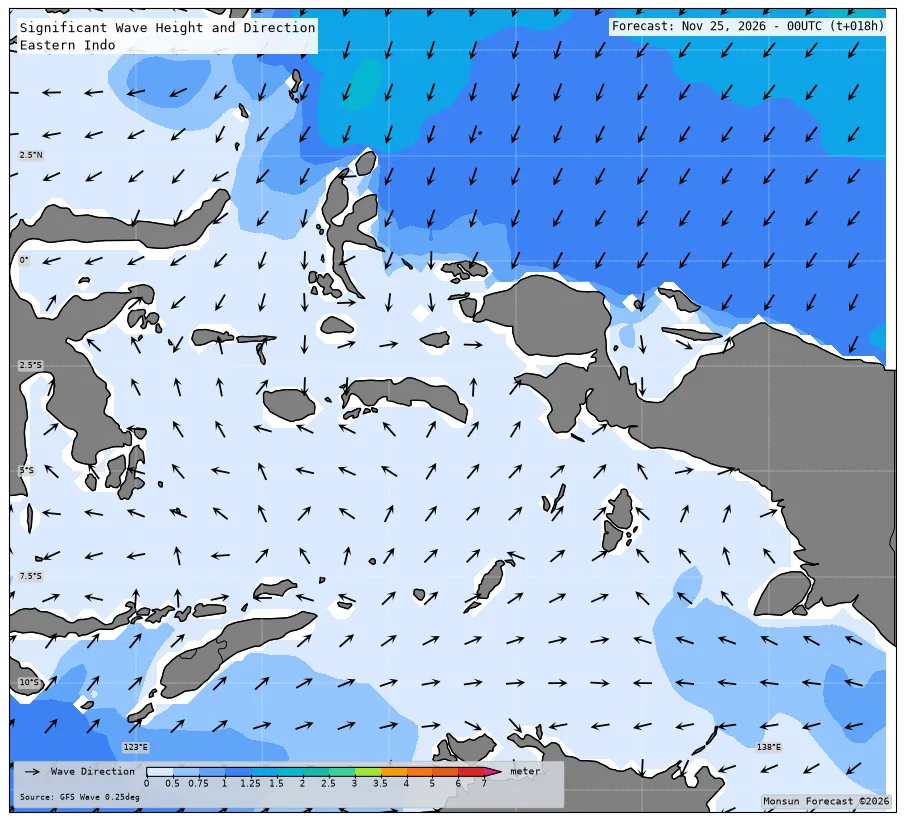 Significant Wave Height and Direction
Eastern Indo
Forecast: Nov 25, 2026 - 00UTC (t+018h)
2.5°N
0°
2.5°S
5°S
7.5°S
10°S
123°E
138°E
Wave Direction
meter
0 0.5 0.75 1 1.25 1.5 2 2.5 3 3.5 4 5 6 7
Source: GFS Wave 0.25deg
Monsun Forecast ©2026